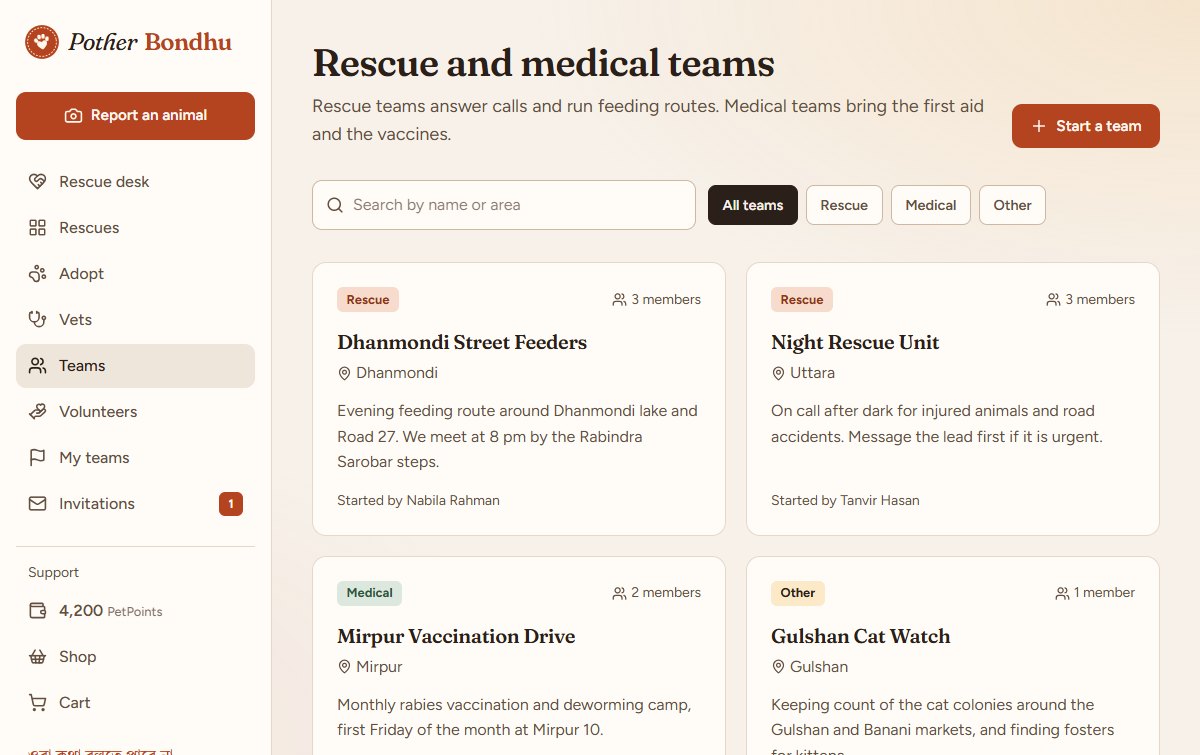 Pother Bondhu
Report an animal
Rescue desk
Rescues
Adopt
Vets
Teams
Volunteers
My teams
Invitations 1
Support
4,200 PetPoints
Shop
Cart
Rescue and medical teams
Rescue teams answer calls and run feeding routes. Medical teams bring the first aid
and the vaccines.
Start a team
Search by name or area
All teams
Rescue
Medical
Other
Rescue
3 members
Dhanmondi Street Feeders
Dhanmondi
Evening feeding route around Dhanmondi lake and
Road 27. We meet at 8 pm by the Rabindra
Sarobar steps.
Started by Nabila Rahman
Rescue
3 members
Night Rescue Unit
Uttara
On call after dark for injured animals and road
accidents. Message the lead first if it is urgent.
Started by Tanvir Hasan
Medical
2 members
Mirpur Vaccination Drive
Mirpur
Monthly rabies vaccination and deworming camp,
first Friday of the month at Mirpur 10.
Other
1 member
Gulshan Cat Watch
Gulshan
Keeping count of the cat colonies around the
Gulshan and Banani markets, and finding fosters
for kittens.